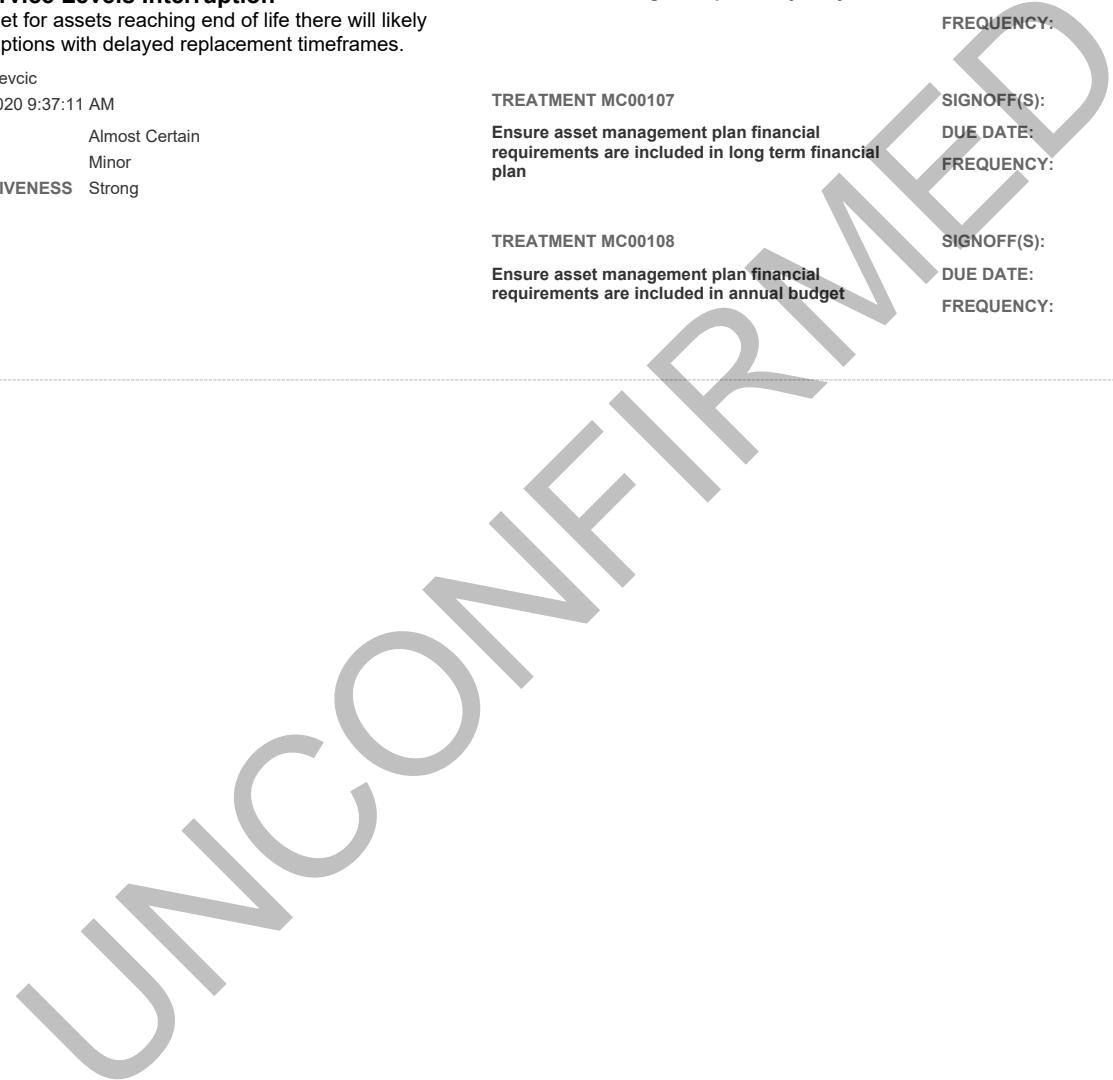 et for assets reaching end of life there will likely
ptions with delayed replacement timeframes.
evcic
020 9:37:11 AM
Almost Certain
Minor
IVENESS Strong
FREQUENCY:
TREATMENT MC00107
SIGNOFF(S):
Ensure asset management plan financial
requirements are included in long term financial
plan
DUE DATE:
FREQUENCY:
TREATMENT MC00108
SIGNOFF(S):
Ensure asset management plan financial
requirements are included in annual budget
DUE DATE:
FREQUENCY:
UNCONFIRMED